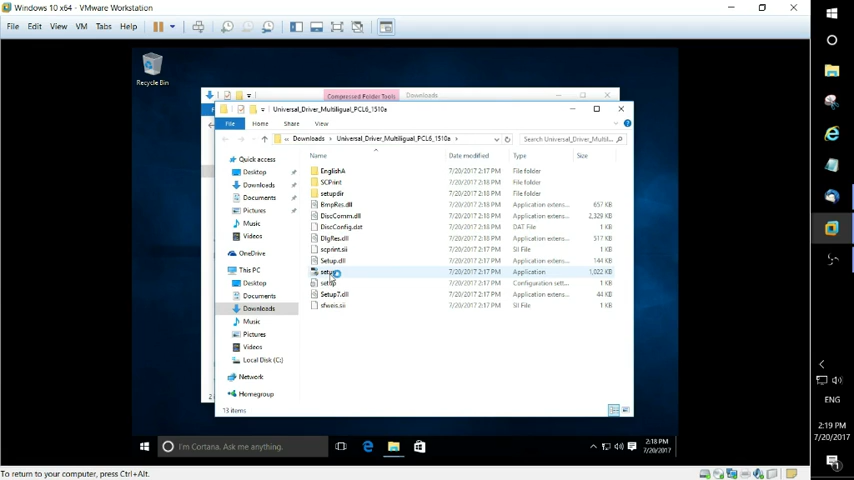 Windows 10 x64 - VMware Workstation
File Edit View VM Tabs Help
Recycle Bin
Compressed Folder Tools Downloads
Universal_Driver_Multiligual_PCL6_1510a
File Home Share View
« Downloads > Universal_Driver_Multiligual_PCL6_1510a >
Search Universal_Driver_Multil...
Name Date modified Type Size
Quick access
Desktop
Downloads
Documents
Pictures
Music
Videos
OneDrive
This PC
Desktop
Documents
Downloads
Music
Pictures
Videos
Local Disk (C:)
Network
Homegroup
EnglishA 7/20/2017 2:17 PM File folder
SCPrint 7/20/2017 2:18 PM File folder
setupdir 7/20/2017 2:18 PM File folder
BmpRes.dll 7/20/2017 2:18 PM Application extens... 657 KB
DiscComm.dll 7/20/2017 2:18 PM Application extens... 2,329 KB
DiscConfig.dat 7/20/2017 2:17 PM DAT File 1 KB
DlgRes.dll 7/20/2017 2:17 PM Application extens... 517 KB
scprint.sii 7/20/2017 2:17 PM SII File 1 KB
Setup.dll 7/20/2017 2:17 PM Application extens... 144 KB
setup 7/20/2017 2:17 PM Application 1,022 KB
setup 7/20/2017 2:17 PM Configuration sett... 1 KB
Setup7.dll 7/20/2017 2:17 PM Application extens... 44 KB
7/20/2017 2:17 PM SII File 1 KB
13 items
I'm Cortana. Ask me anything.
2:18 PM
7/20/2017
ENG
2:19 PM
7/20/2017
To return to your computer, press Ctrl+Alt.